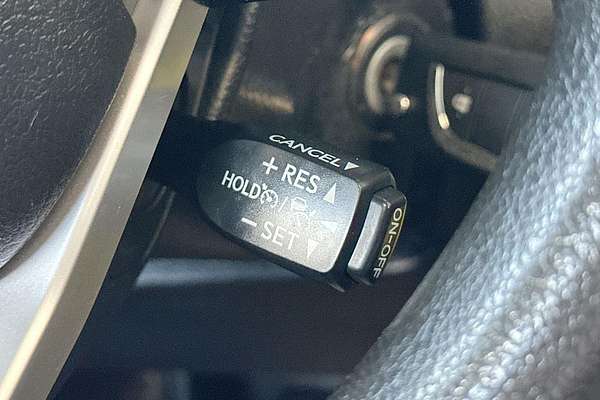 CANCEL
+ RES
HOLD /
- SET
ON-OFF